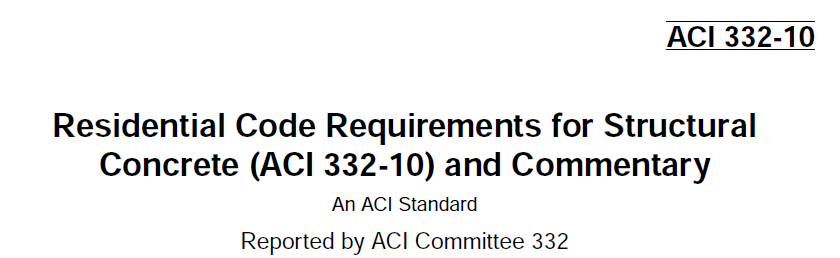 ACI 332-10
Residential Code Requirements for Structural
Concrete (ACI 332-10) and Commentary
An ACI Standard
Reported by ACI Committee 332